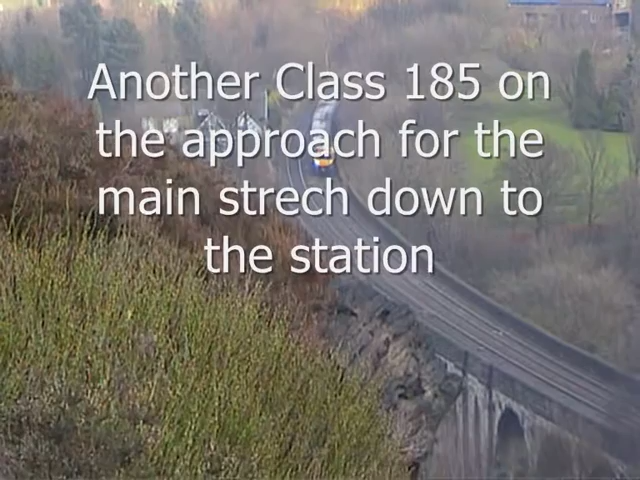 Another Class 185 on
the approach for the
main strech down to
the station